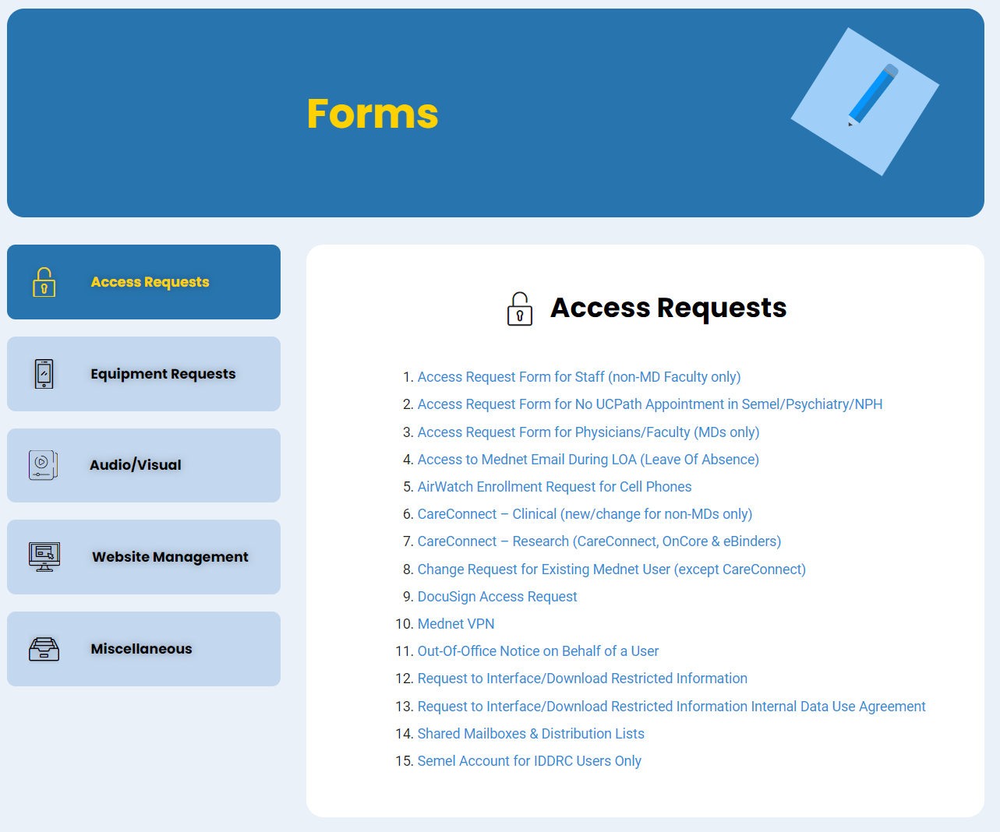 Forms
Access Requests
Equipment Requests
Audio/Visual
Website Management
Miscellaneous
Access Requests
1. Access Request Form for Staff (non-MD Faculty only)
2. Access Request Form for No UCPath Appointment in Semel/Psychiatry/NPH
3. Access Request Form for Physicians/Faculty (MDs only)
4. Access to Mednet Email During LOA (Leave Of Absence)
5. AirWatch Enrollment Request for Cell Phones
6. CareConnect – Clinical (new/change for non-MDs only)
7. CareConnect – Research (CareConnect, OnCore & eBinders)
8. Change Request for Existing Mednet User (except CareConnect)
9. DocuSign Access Request
10. Mednet VPN
11. Out-Of-Office Notice on Behalf of a User
12. Request to Interface/Download Restricted Information
13. Request to Interface/Download Restricted Information Internal Data Use Agreement
14. Shared Mailboxes & Distribution Lists
15. Semel Account for IDDRC Users Only